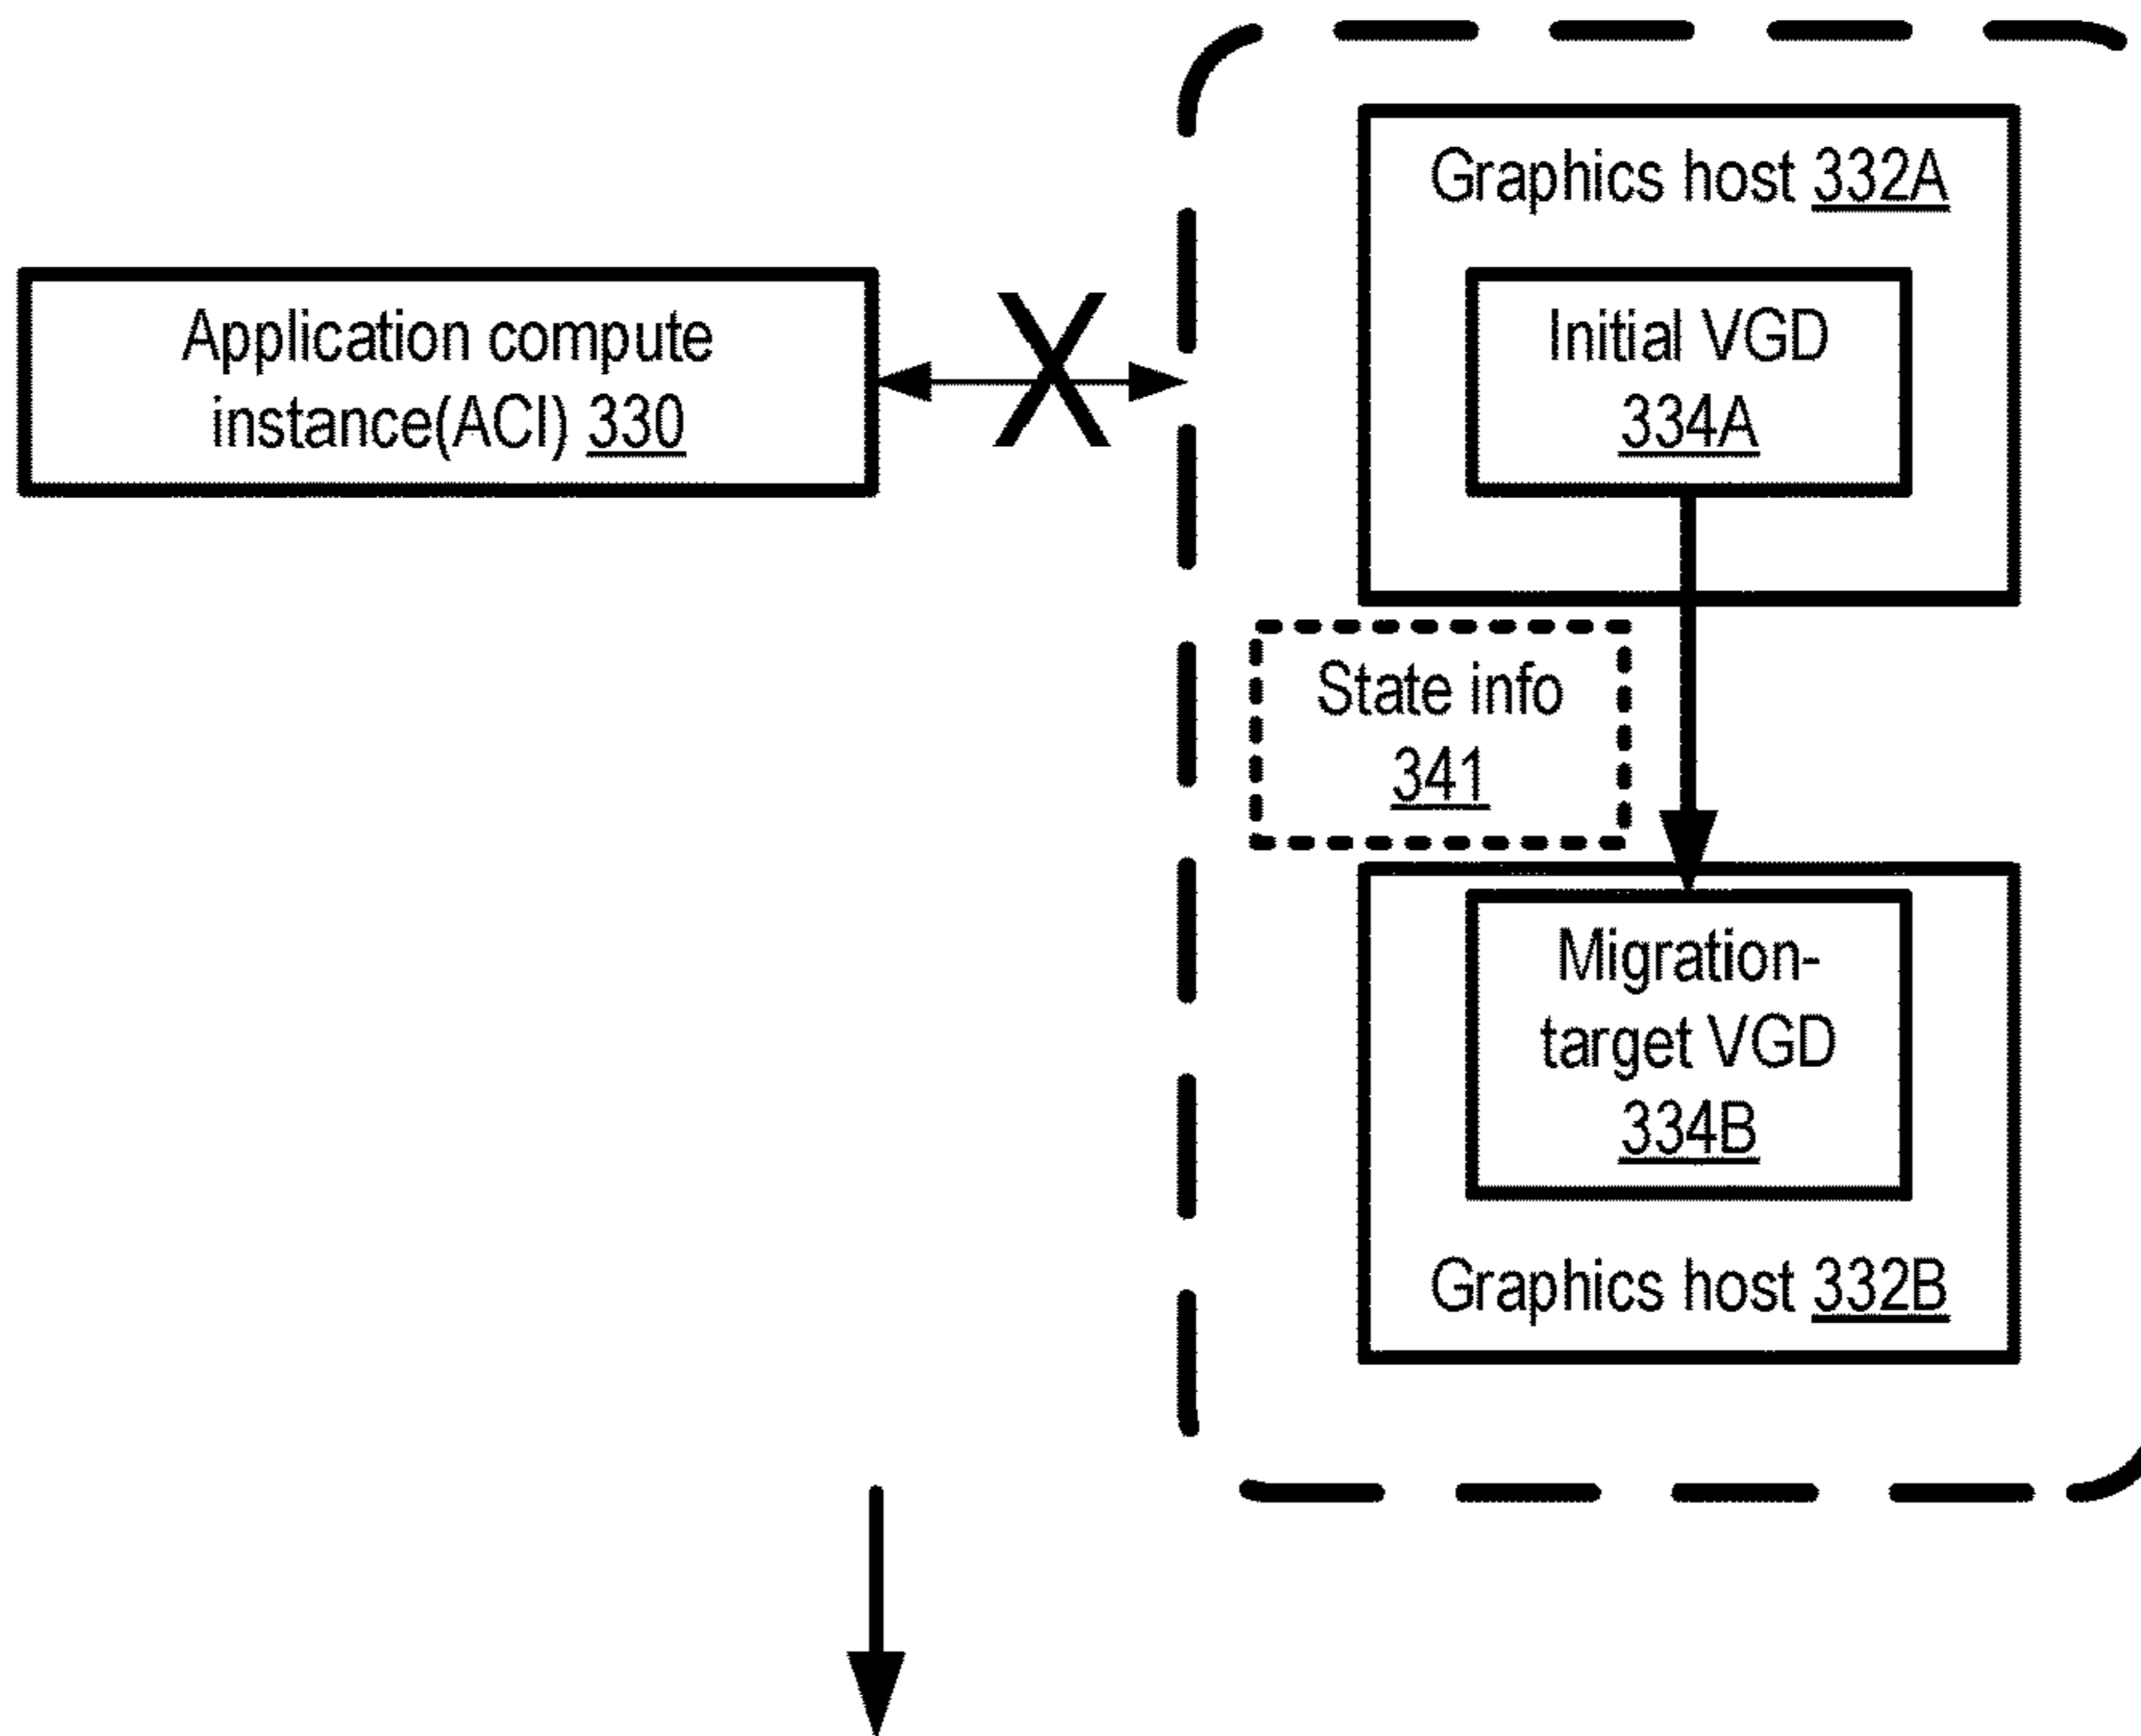 Graphics host 332A
Application compute
instance(ACI) 330
X
Initial VGD
334A
State info
341
Migration-
target VGD
334B
Graphics host 332B